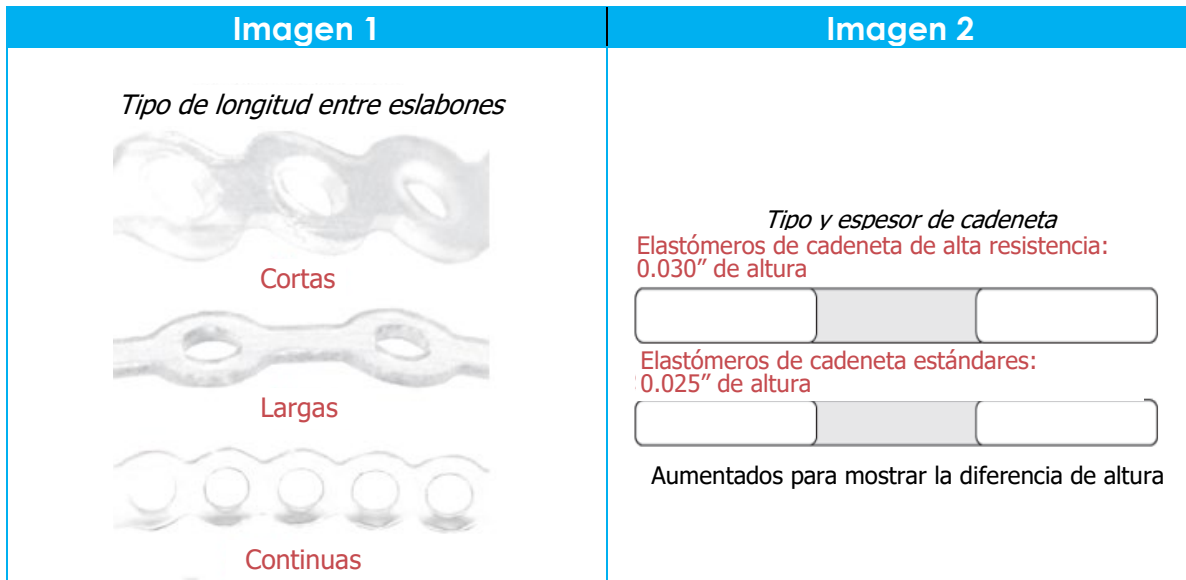 Imagen 1
Tipo de longitud entre eslabones
Cortas
Largas
Continuas
Imagen 2
Tipo y espesor de cadeneta
Elastómeros de cadeneta de alta resistencia:
0.030" de altura
Elastómeros de cadeneta estándares:
0.025" de altura
Aumentados para mostrar la diferencia de altura